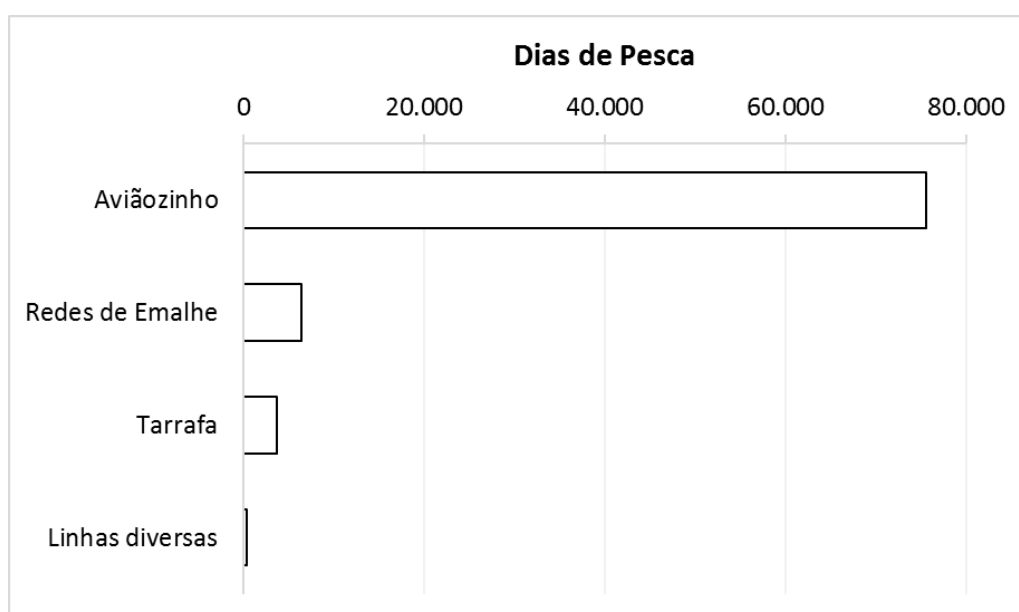 Dias de Pesca
0 20.000 40.000 60.000 80.000
Aviãozinho
Redes de Emalhe
Tarrafa
Linhas diversas